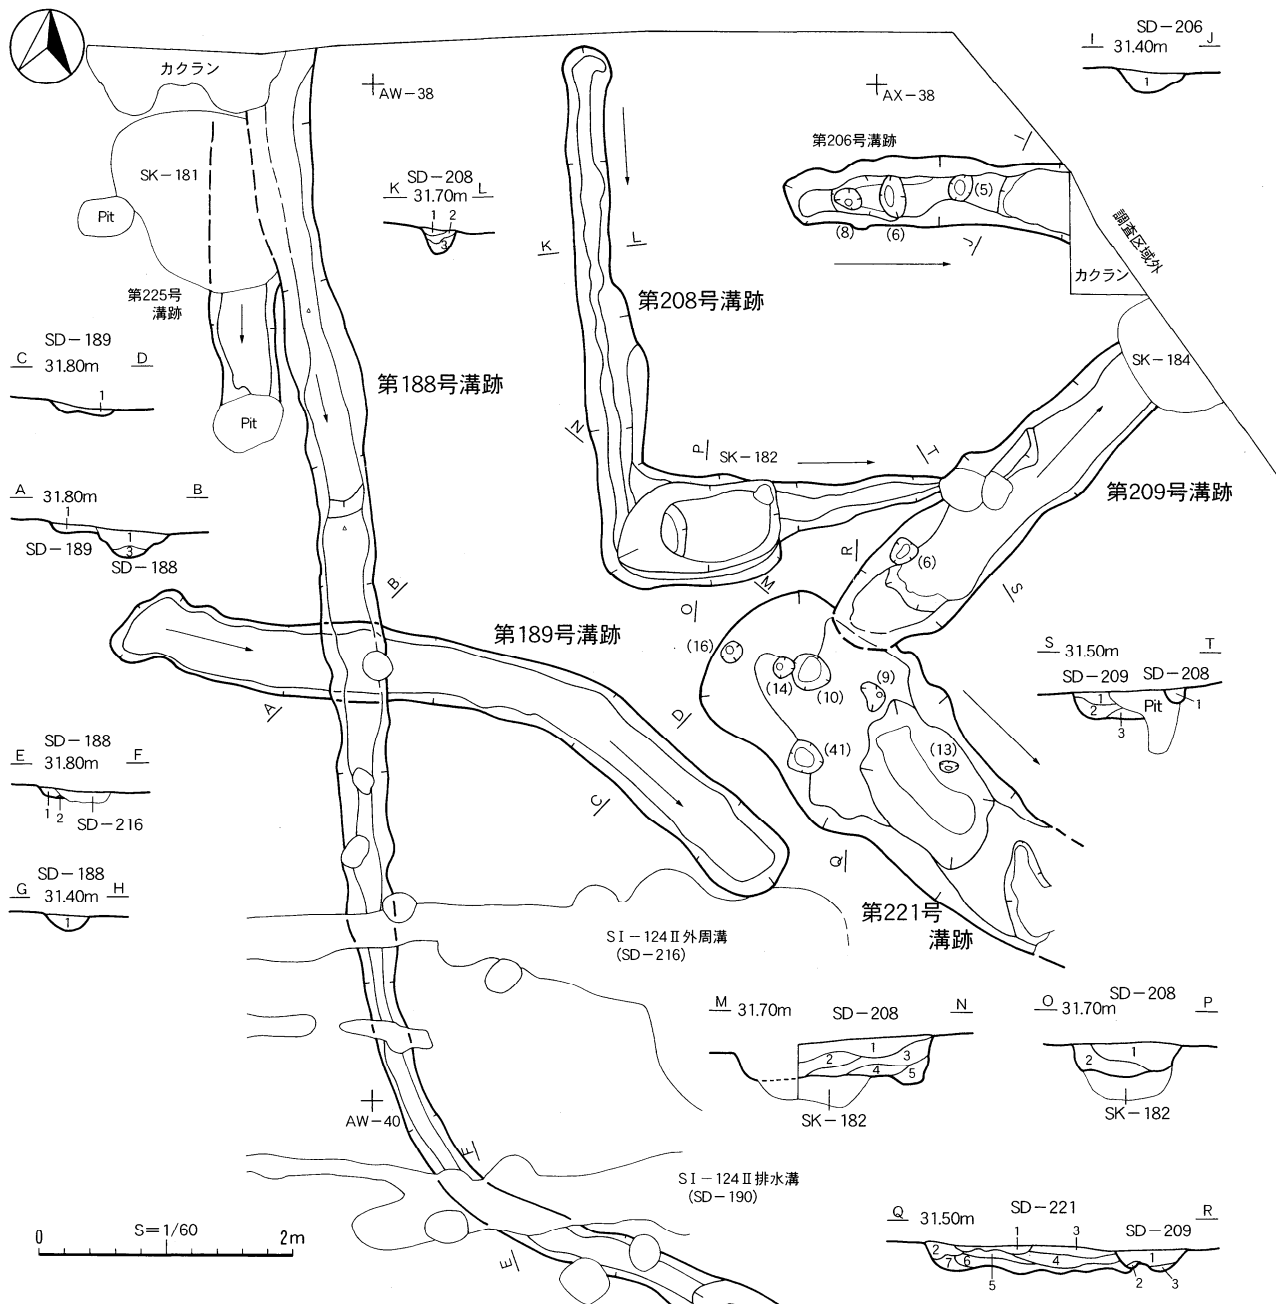 カクラン
AW-38
AX-38
SD-206
I 31.40m J
1
第206号溝跡
I
(5)
(8)
(6)
J
調査区域外
カクラン
SK-181
Pit
SD-208
K 31.70m L
1 2
3
K
L
第225号
溝跡
第208号溝跡
SD-189
C 31.80m D
1
第188号溝跡
Pit
SK-184
N
P
SK-182
T
第209号溝跡
A 31.80m B
1
1
3
SD-189
SD-188
B
R
(6)
S
M
O
第189号溝跡
(16)
(14)
(10)
(9)
(41)
(13)
S 31.50m T
SD-209 SD-208
1
2
3
Pit
1
A
D
C
Q
SD-188
E 31.80m F
1 2
SD-216
SD-188
G 31.40m H
1
第221号
溝跡
SI-124Ⅱ外周溝
(SD-216)
M 31.70m SD-208 N
1
2
3
4
5
SK-182
SD-208
O 31.70m P
1
2
SK-182
AW-40
F
SI-124Ⅱ排水溝
(SD-190)
E
0 S=1/60 2m
SD-221
Q 31.50m R
1 3 SD-209
2
7
6
4
1
5
2
3